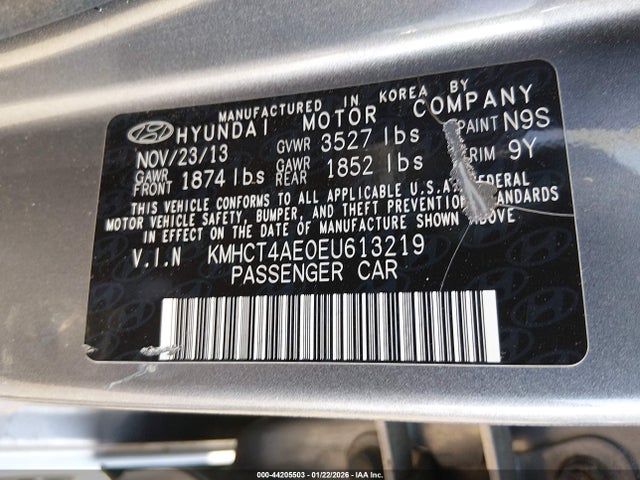 MANUFACTURED IN KOREA BY
HYUNDAI MOTOR COMPANY
NOV/23/13 GVWR 3527 lbs PAINT N9S
GAWR FRONT 1874 lbs GAWR REAR 1852 lbs TRIM 9Y
THIS VEHICLE CONFORMS TO ALL APPLICABLE U.S.A. FEDERAL
MOTOR VEHICLE SAFETY, BUMPER, AND THEFT PREVENTION STANDARDS
IN EFFECT ON THE DATE OF MANUFACTURE SHOWN ABOVE
V.I.N KMHCT4AE0EU613219
PASSENGER CAR
000-44205503 - 01/22/2026 - IAA Inc.